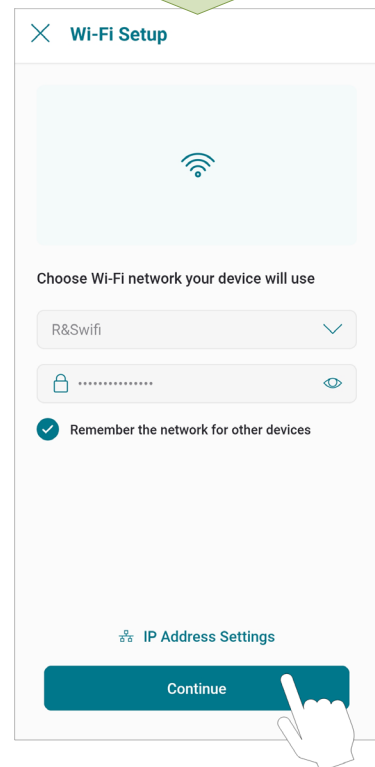 Wi-Fi Setup
Choose Wi-Fi network your device will use
R&Swifi
•••••••••••••••
Remember the network for other devices
IP Address Settings
Continue